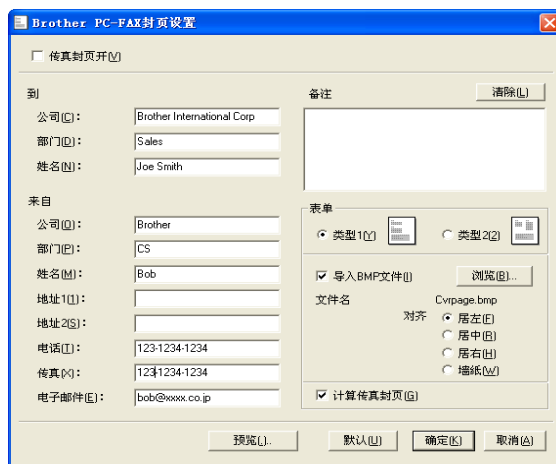 Brother PC-FAX封页设置
传真封页开(V)
到
公司(C): Brother International Corp
部门(D): Sales
姓名(N): Joe Smith
来自
公司(O): Brother
部门(P): CS
姓名(M): Bob
地址1(1):
地址2(S):
电话(T): 123-1234-1234
传真(X): 123-1234-1234
电子邮件(E): bob@xxxx.co.jp
备注 清除(L)
表单
类型1(Y) 类型2(2)
导入BMP文件(I) 浏览(B)...
文件名 Cvrpage.bmp
对齐 居左(F)
居中(R)
居右(H)
墙纸(W)
计算传真封页(G)
预览(,).. 默认(U) 确定(K) 取消(A)